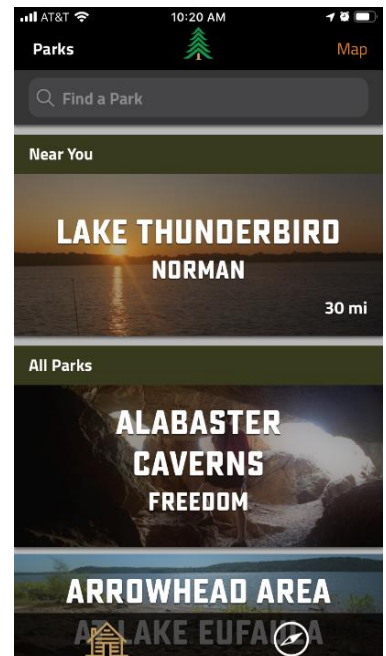 AT&T 10:20 AM
Parks Map
Find a Park
Near You
LAKE THUNDERBIRD
NORMAN
30 mi
All Parks
ALABASTER
CAVERNS
FREEDOM
ARROWHEAD AREA
AT LAKE EUFAULA